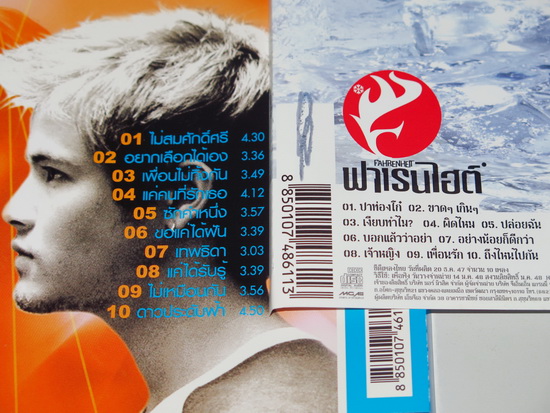 01 ไม่สมศักดิ์ศรี 4.30
02 อยากเลือกได้เอง 3.36
03 เพื่อนไม่ทิ้งกัน 3.49
04 แค่คนที่รักเธอ 4.12
05 ซักคำหนึ่ง 3.57
06 ขอแค่ได้ฝัน 3.39
07 เทพธิดา 3.03
08 แค่ได้รับรู้ 3.39
09 ไม่เหมือนกัน 3.56
10 ดาวประดับฟ้า 4.50
FAHRENHEIT
ฟาเรนไฮต์
01. ปาท่องโก๋ 02. ขาดๆ เกินๆ
03. เงียบทำไม? 04. ผิดไหม 05. ปล่อยฉัน
06. บอกแล้วว่าอย่า 07. อย่างน้อยก็ดีกว่า
08. เจ้าหญิง 09. เพื่อนรัก 10. ถึงไหนไปกัน
8 850107 486113
8 850107 461